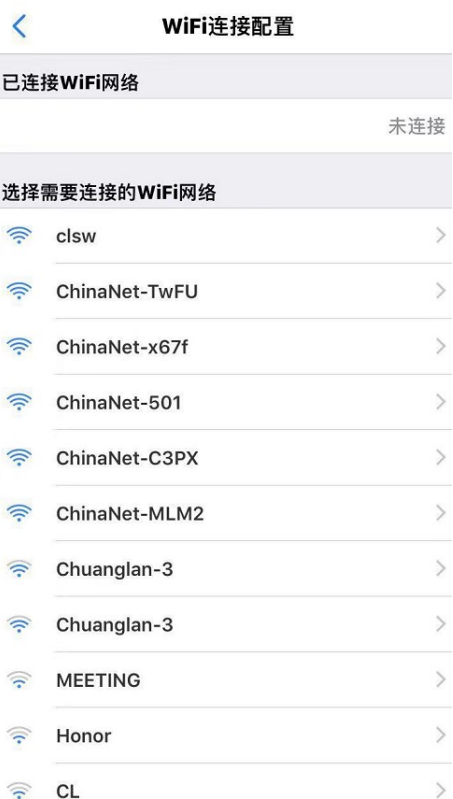 WiFi连接配置
已连接WiFi网络
未连接
选择需要连接的WiFi网络
clsw
ChinaNet-TwFU
ChinaNet-x67f
ChinaNet-501
ChinaNet-C3PX
ChinaNet-MLM2
Chuanglan-3
Chuanglan-3
MEETING
Honor
CL